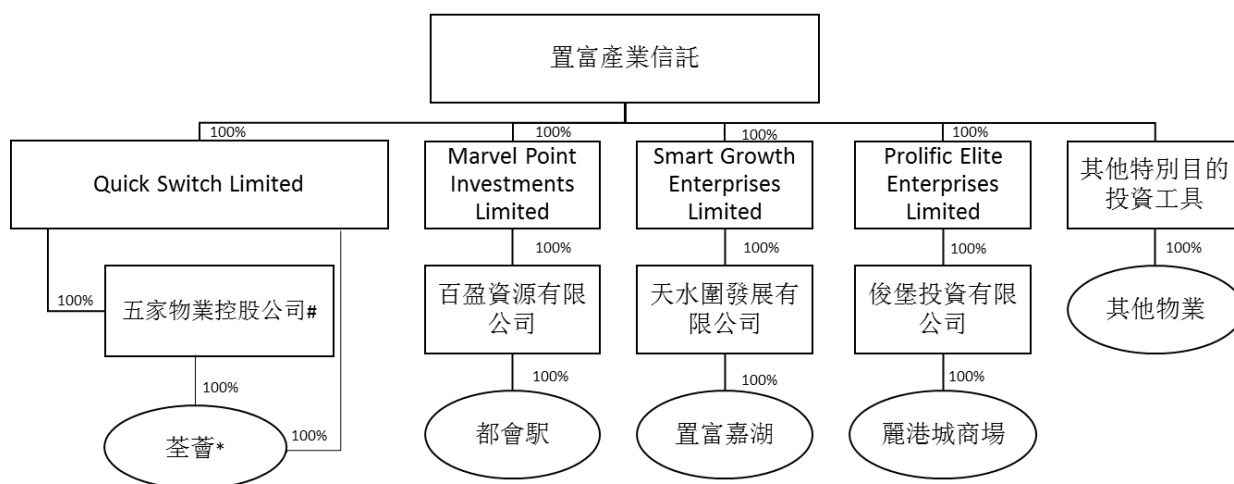 置富產業信託
100%
100%
100%
100%
Quick Switch Limited
Marvel Point
Investments
Limited
Smart Growth
Enterprises
Limited
Prolific Elite
Enterprises
Limited
其他特別目的
投資工具
100%
100%
100%
100%
100%
五家物業控股公司#
百盈資源有限
公司
天水圍發展有
限公司
俊堡投資有限
公司
其他物業
100%
100%
100%
100%
100%
荃薈*
都會駅
置富嘉湖
麗港城商場